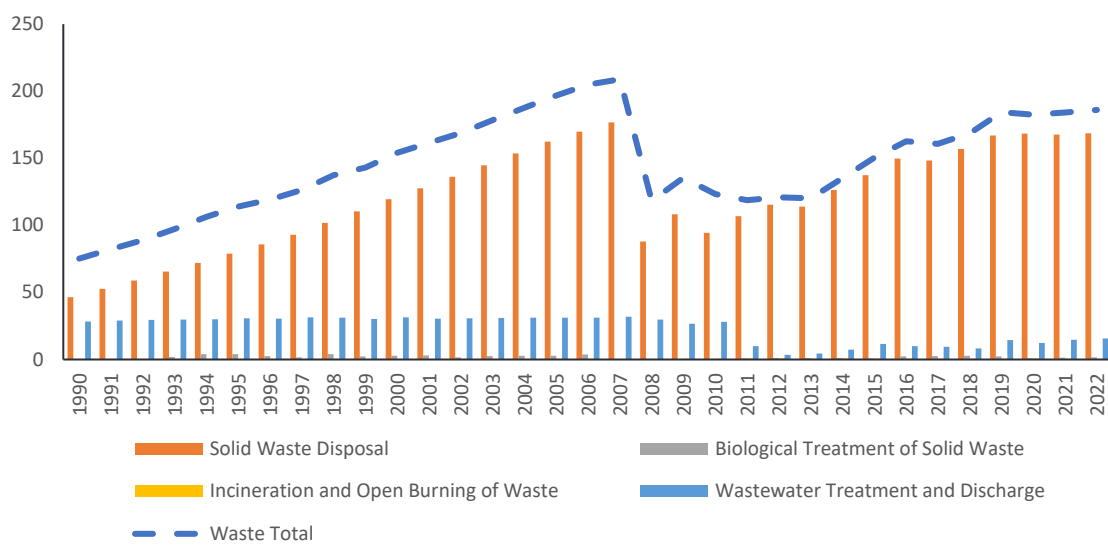 250
200
150
100
50
0
1990 1991 1992 1993 1994 1995 1996 1997 1998 1999 2000 2001 2002 2003 2004 2005 2006 2007 2008 2009 2010 2011 2012 2013 2014 2015 2016 2017 2018 2019 2020 2021 2022
Solid Waste Disposal Biological Treatment of Solid Waste
Incineration and Open Burning of Waste Wastewater Treatment and Discharge
Waste Total